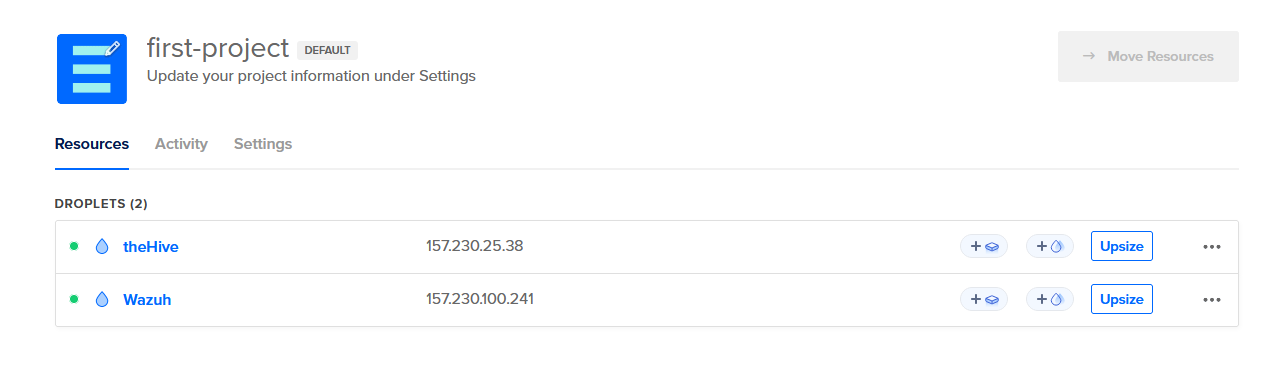 first-project DEFAULT
Update your project information under Settings
→ Move Resources
Resources Activity Settings
DROPLETS (2)
theHive 157.230.25.38 + + Upsize ...
Wazuh 157.230.100.241 + + Upsize ...